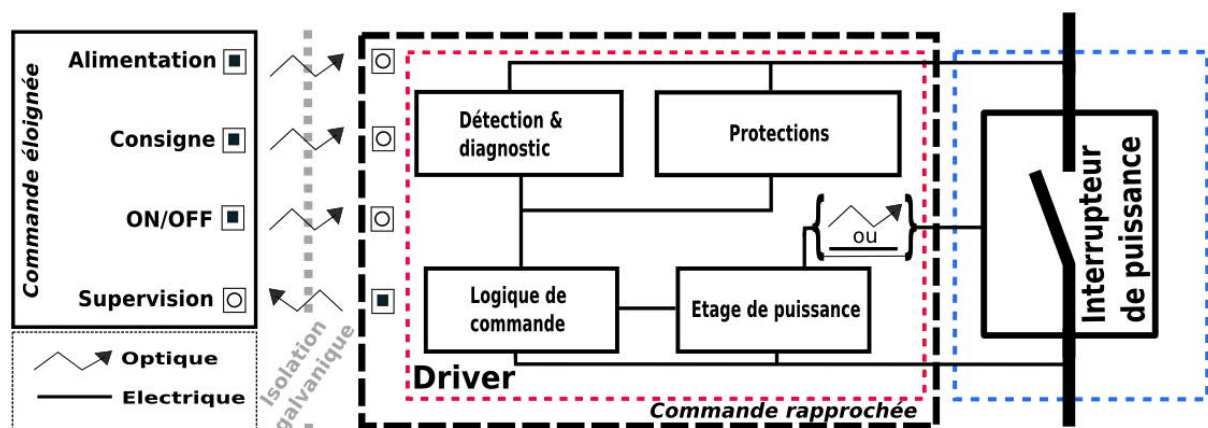 Commande éloignée
Alimentation
Consigne
ON/OFF
Supervision
Optique
Electrique
Isolation
galvanique
Détection &
diagnostic
Protections
ou
Logique de
commande
Etage de puissance
Driver
Commande rapprochée
Interrupteur
de puissance